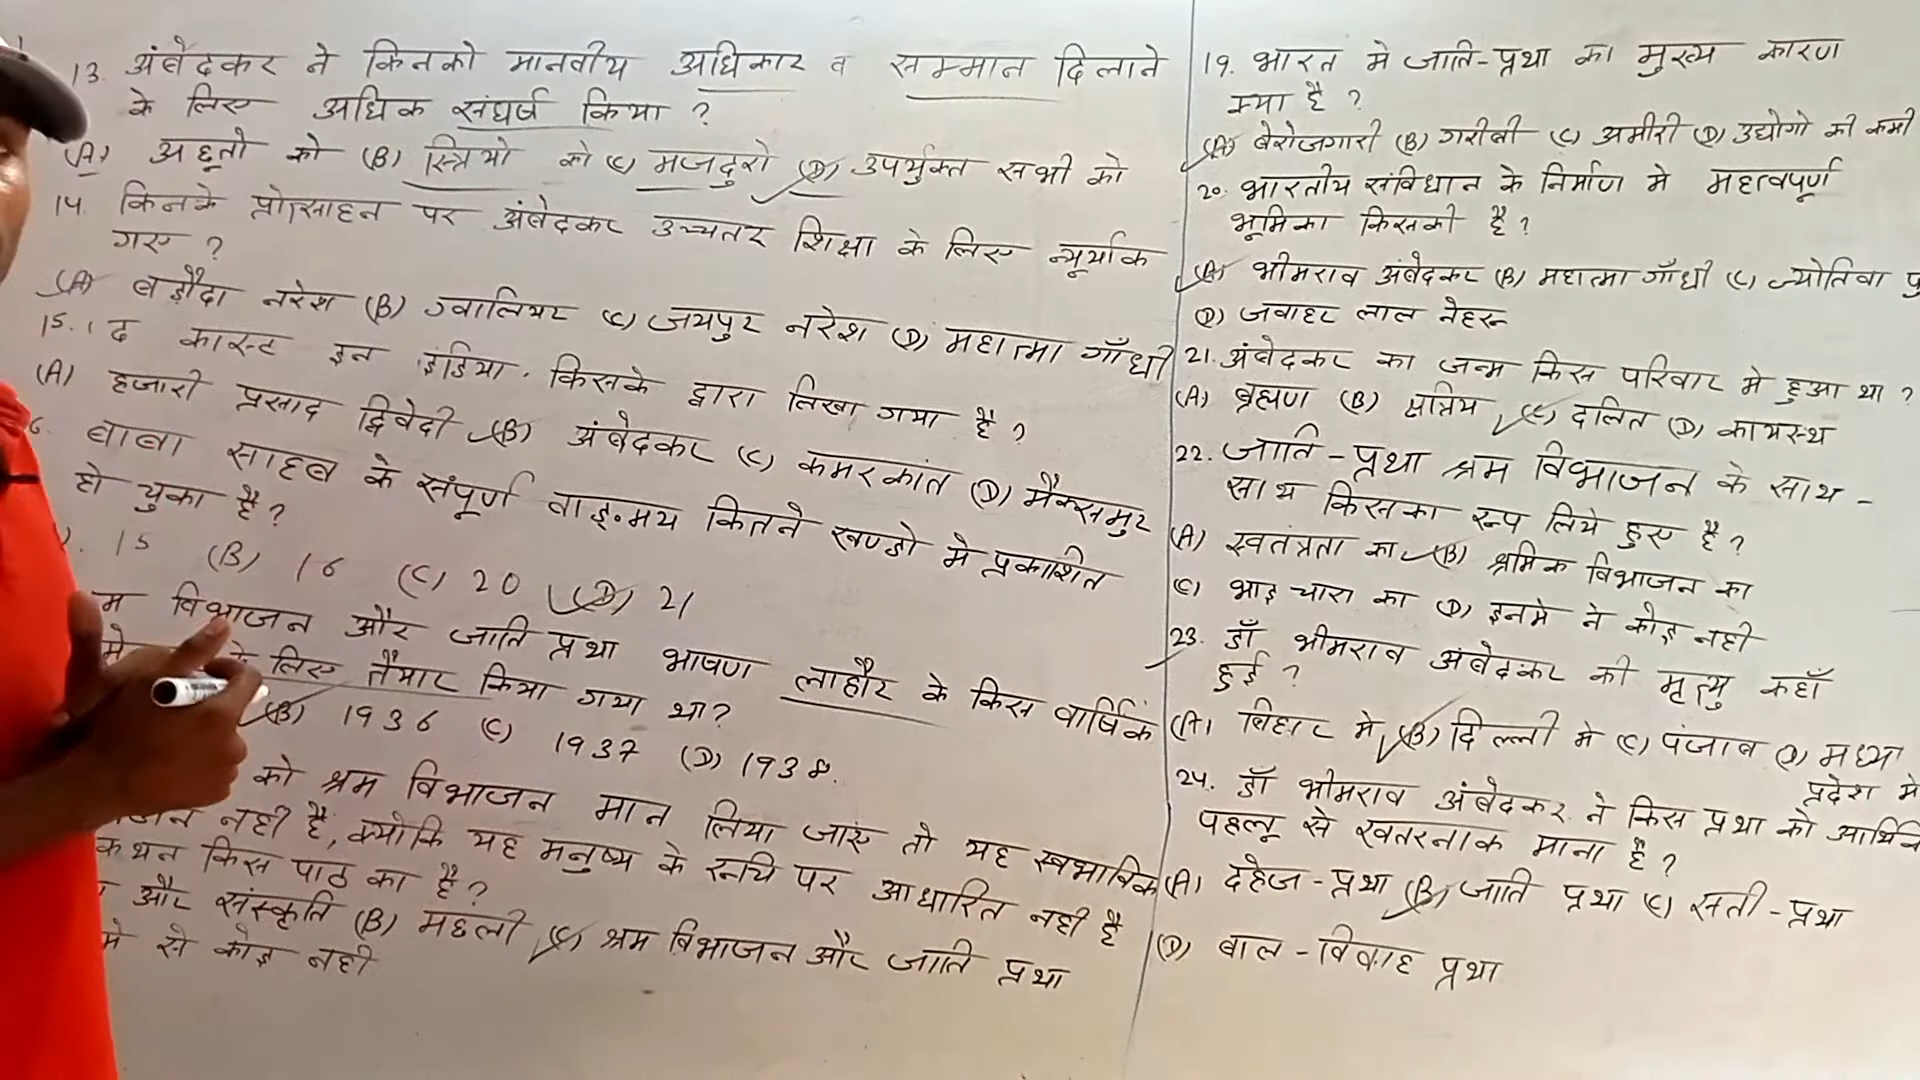 13. अंबेदकर ने किनको मानवीय अधिकार व सम्मान दिलाने
के लिए अधिक संघर्ष किया ?
(A) अछूतो को (B) स्त्रियो को (C) मजदुरो (D) उपर्युक्त सभी को
14. किनके प्रोत्साहन पर अंबेदकर उच्चतर शिक्षा के लिए न्यूर्याक
गए ?
(A) बड़ौदा नरेश (B) ग्वालियर (C) जयपुर नरेश (D) महात्मा गाँधी
15. 'द कास्ट इन इंडिया' किसके द्वारा लिखा गया है ?
(A) हजारी प्रसाद द्विवेदी (B) अंबेदकर (C) कमरकांत (D) मैक्समुर
6. बाबा साहब के संपूर्ण वाइ॰मय कितने खण्डो मे प्रकाशित
हो चुका है ?
15 (B) 16 (C) 20 (D) 21
म विभाजन और जाति प्रथा भाषण लाहौर के किस वार्षिक
मे लिए तैयार किया गया था ?
(B) 1936 (C) 1937 (D) 1938.
को श्रम विभाजन मान लिया जाए तो यह स्वभाविक
नही है, क्योकि यह मनुष्य के रूचि पर आधारित नही है
कथन किस पाठ का है ?
और संस्कृति (B) मछली (C) श्रम विभाजन और जाति प्रथा
मे से कोइ नही
19. भारत मे जाति-प्रथा का मुख्य कारण
क्या है ?
(A) बेरोजगारी (B) गरीबी (C) अमीरी (D) उद्योगो की कमी
20. भारतीय संविधान के निर्माण मे महत्वपूर्ण
भूमिका किसकी है ?
(A) भीमराव अंबेदकर (B) महात्मा गाँधी (C) ज्योतिबा फु
(D) जवाहर लाल नेहरू
21. अंबेदकर का जन्म किस परिवार मे हुआ था ?
(A) ब्रह्मण (B) क्षत्रिय (C) दलित (D) कायस्थ
22. जाति-प्रथा श्रम विभाजन के साथ-
साथ किसका रूप लिये हुए है ?
(A) स्वतंत्रता का (B) श्रमिक विभाजन का
(C) भाइ चारा का (D) इनमे ने कोइ नही
23. डॉ भीमराव अंबेदकर की मृत्यु कहाँ
हुई ?
(A) बिहार मे (B) दिल्ली मे (C) पंजाब (D) मध्य
प्रदेश मे
24. डॉ भीमराव अंबेदकर ने किस प्रथा को आर्थिक
पहलू से खतरनाक माना है ?
(A) देहेज-प्रथा (B) जाति प्रथा (C) सती-प्रथा
(D) बाल-विवाह प्रथा